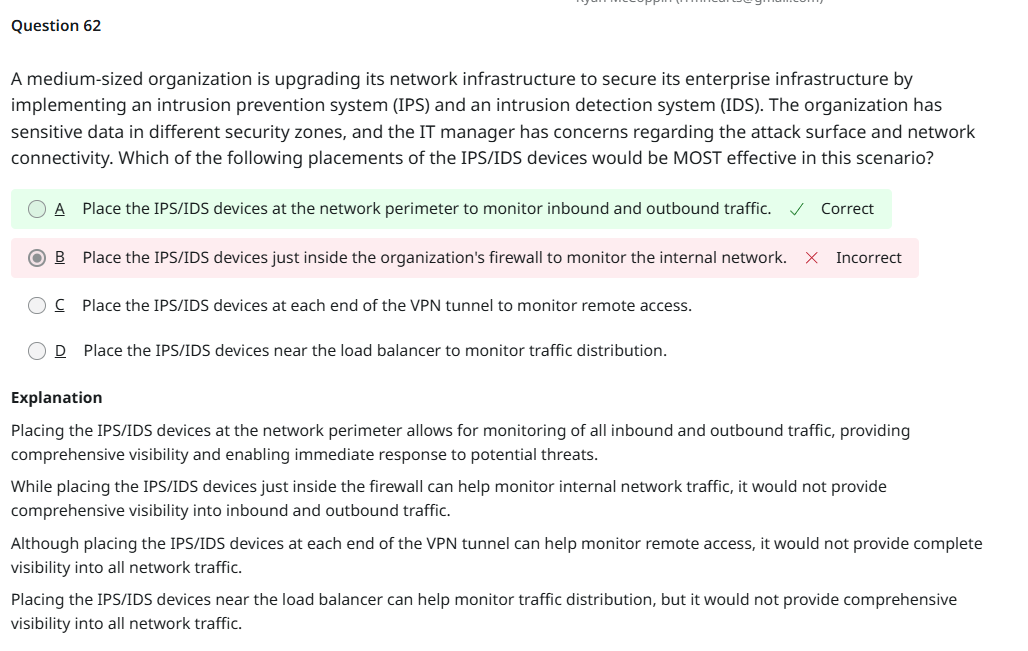 Question 62
A medium-sized organization is upgrading its network infrastructure to secure its enterprise infrastructure by
implementing an intrusion prevention system (IPS) and an intrusion detection system (IDS). The organization has
sensitive data in different security zones, and the IT manager has concerns regarding the attack surface and network
connectivity. Which of the following placements of the IPS/IDS devices would be MOST effective in this scenario?
A Place the IPS/IDS devices at the network perimeter to monitor inbound and outbound traffic. ✓ Correct
B Place the IPS/IDS devices just inside the organization's firewall to monitor the internal network. ✕ Incorrect
C Place the IPS/IDS devices at each end of the VPN tunnel to monitor remote access.
D Place the IPS/IDS devices near the load balancer to monitor traffic distribution.
Explanation
Placing the IPS/IDS devices at the network perimeter allows for monitoring of all inbound and outbound traffic, providing
comprehensive visibility and enabling immediate response to potential threats.
While placing the IPS/IDS devices just inside the firewall can help monitor internal network traffic, it would not provide
comprehensive visibility into inbound and outbound traffic.
Although placing the IPS/IDS devices at each end of the VPN tunnel can help monitor remote access, it would not provide complete
visibility into all network traffic.
Placing the IPS/IDS devices near the load balancer can help monitor traffic distribution, but it would not provide comprehensive
visibility into all network traffic.